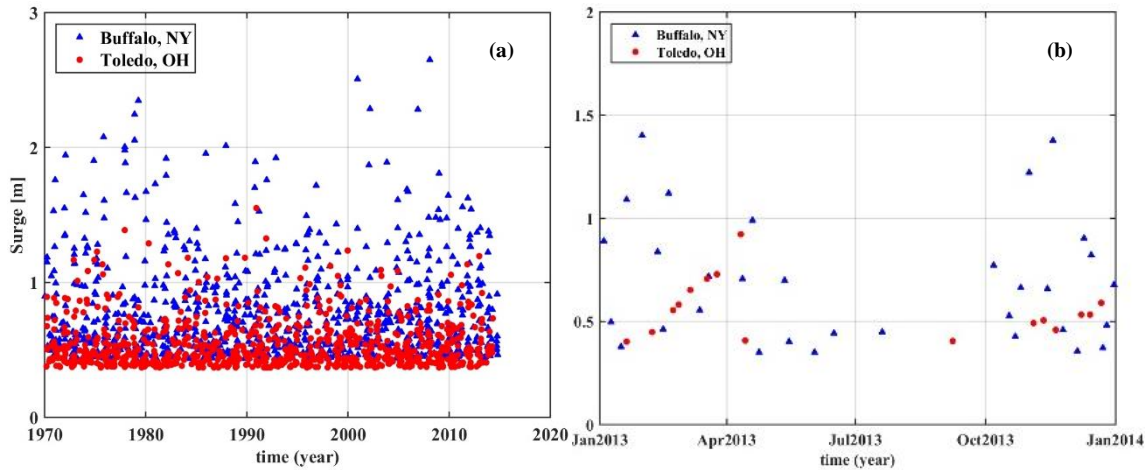 3
2
1
0
Surge [m]
Buffalo, NY
Toledo, OH
(a)
1970 1980 1990 2000 2010 2020
time (year)
2
1.5
1
0.5
0
Buffalo, NY
Toledo, OH
(b)
Jan2013 Apr2013 Jul2013 Oct2013 Jan2014
time (year)